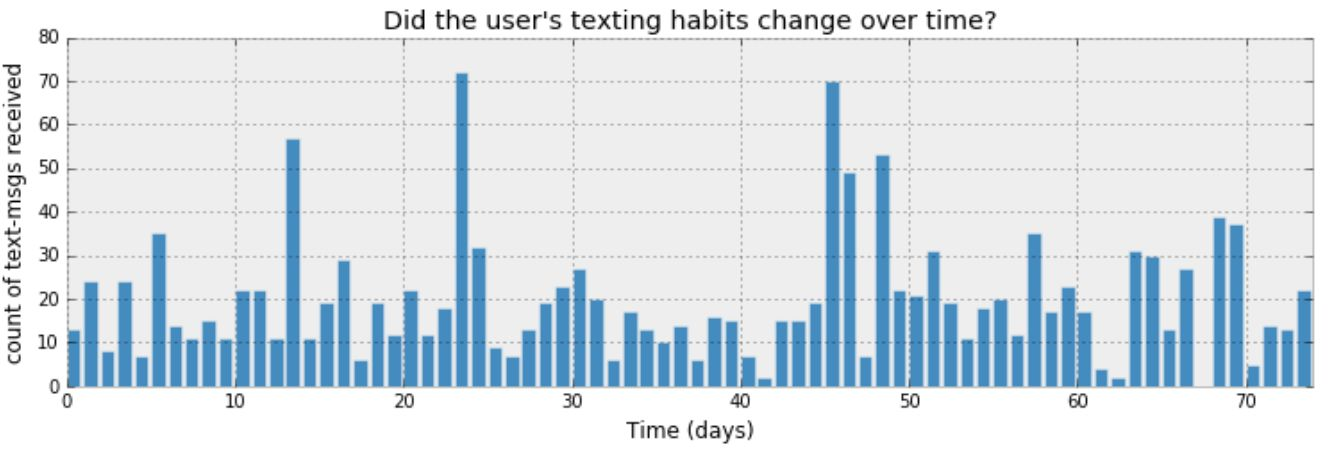 Did the user's texting habits change over time?
80
70
60
50
40
30
20
10
0
count of text-msgs received
0 10 20 30 40 50 60 70
Time (days)